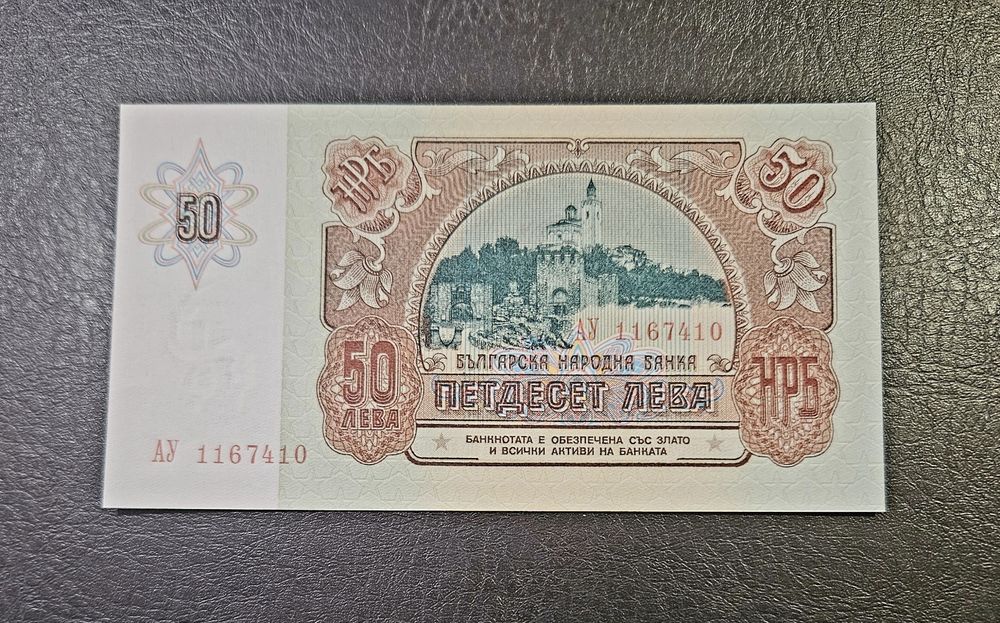 50
НРБ
50
АУ 1167410
БЪЛГАРСКА НАРОДНА БАНКА
50
ЛЕВА
ПЕТДЕСЕТ ЛЕВА
НРБ
БАНКНОТАТА Е ОБЕЗПЕЧЕНА СЪС ЗЛАТО
И ВСИЧКИ АКТИВИ НА БАНКАТА
АУ 1167410